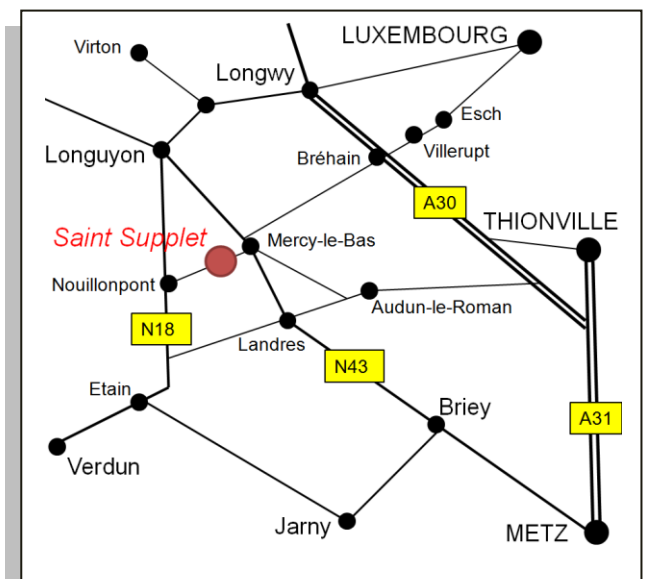 LUXEMBOURG
Virton
Longwy
Esch
Longuyon
Villerupt
Bréhain
A30
THIONVILLE
Saint Supplet
Mercy-le-Bas
Nouillonpont
Audun-le-Roman
N18
Landres
N43
Etain
Briey
A31
Verdun
Jarny
METZ